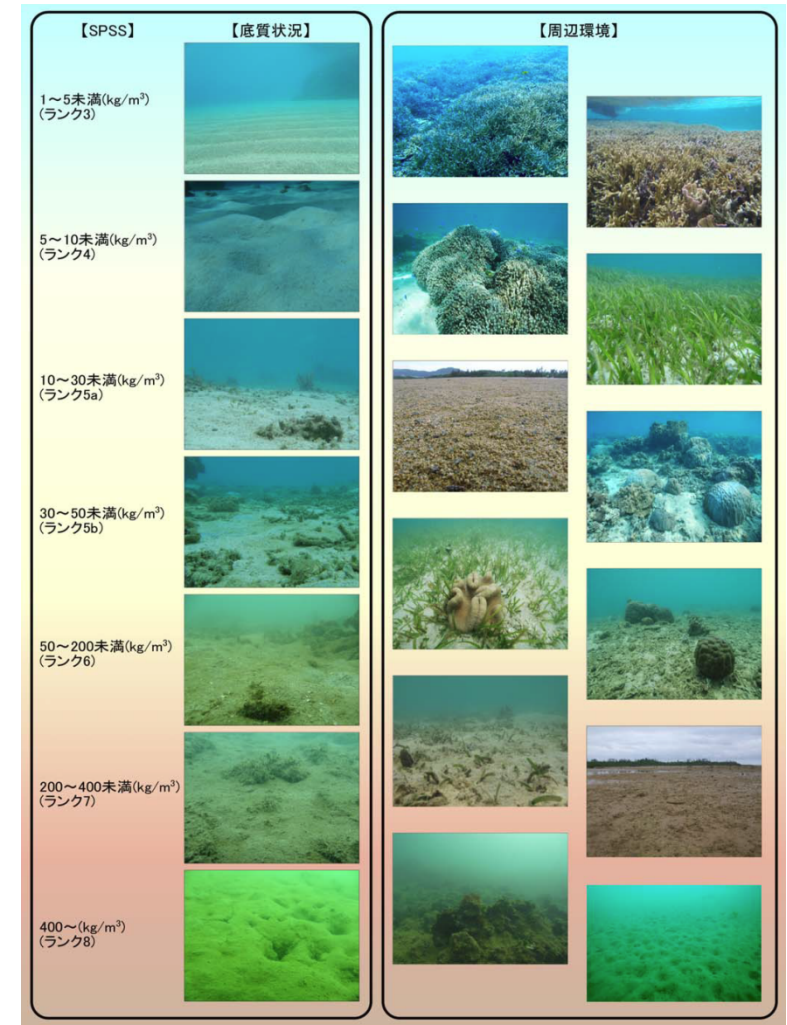 【SPSS】
【底質状況】
【周辺環境】
1～5未満(kg/m³)
(ランク3)
5～10未満(kg/m³)
(ランク4)
10～30未満(kg/m³)
(ランク5a)
30～50未満(kg/m³)
(ランク5b)
50～200未満(kg/m³)
(ランク6)
200～400未満(kg/m³)
(ランク7)
400～(kg/m³)
(ランク8)